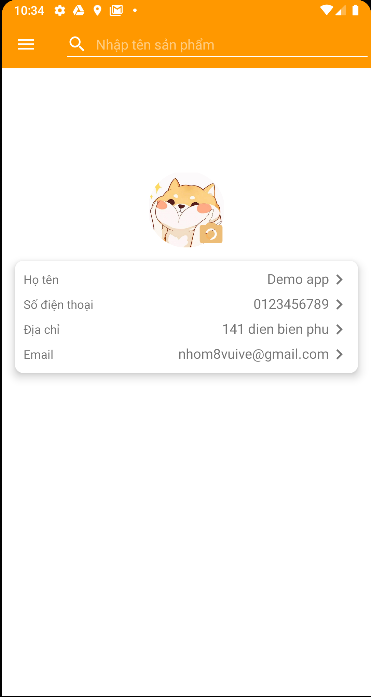 10:34
Nhập tên sản phẩm
Họ tên Demo app
Số điện thoại 0123456789
Địa chỉ 141 dien bien phu
Email nhom8vuive@gmail.com